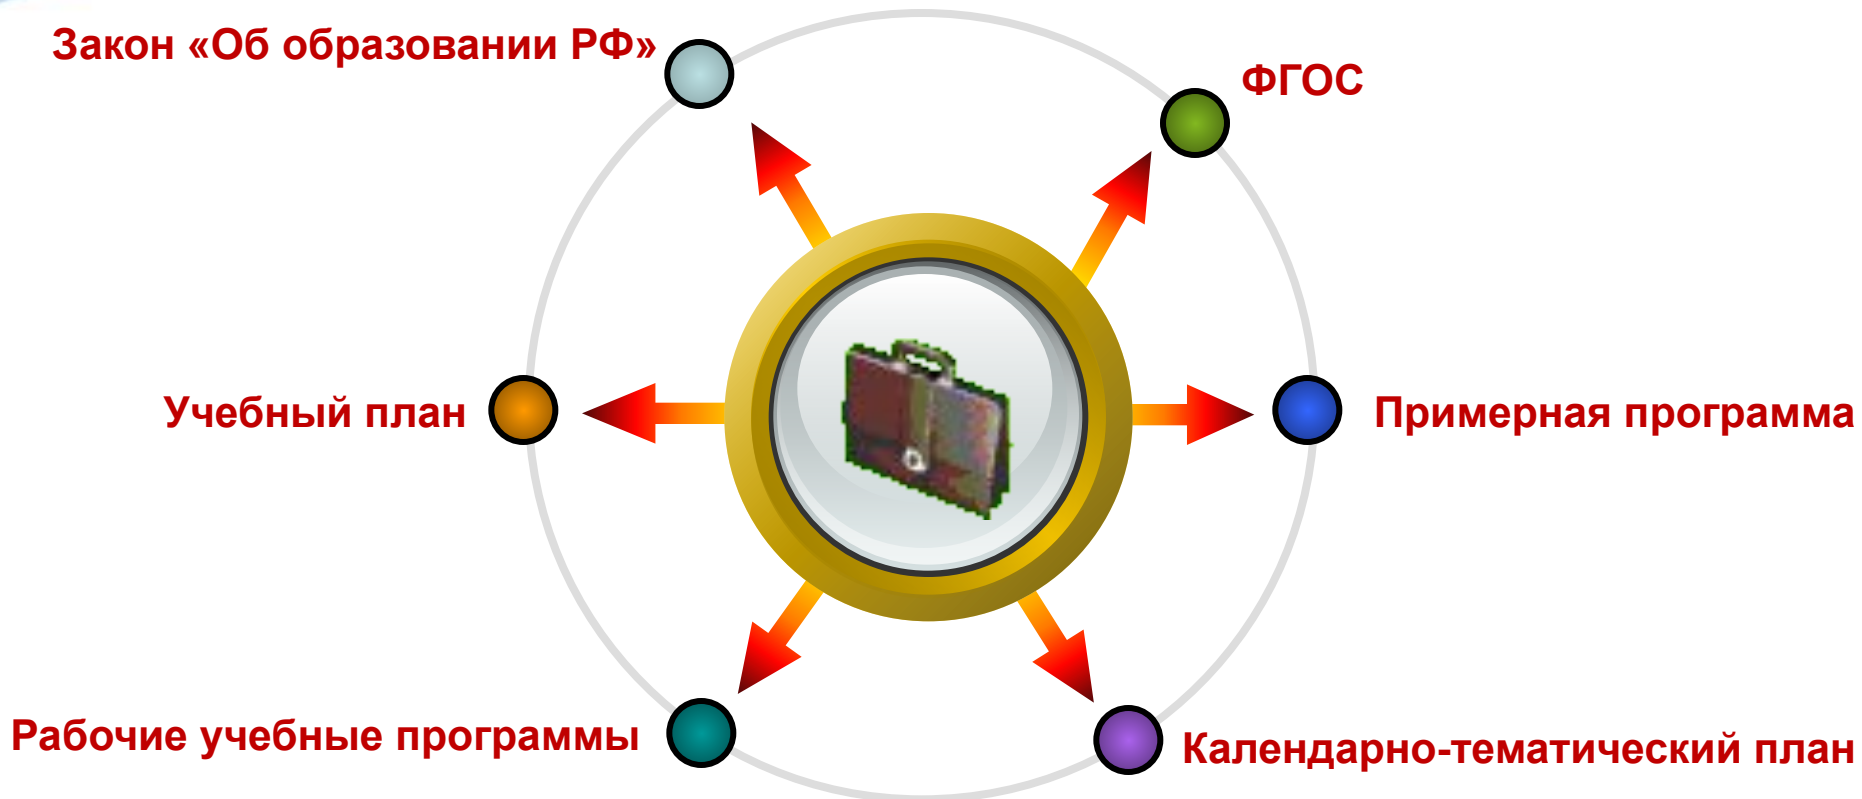 Закон «Об образовании РФ»
ФГОС
Учебный план
Примерная программа
Рабочие учебные программы
Календарно-тематический план